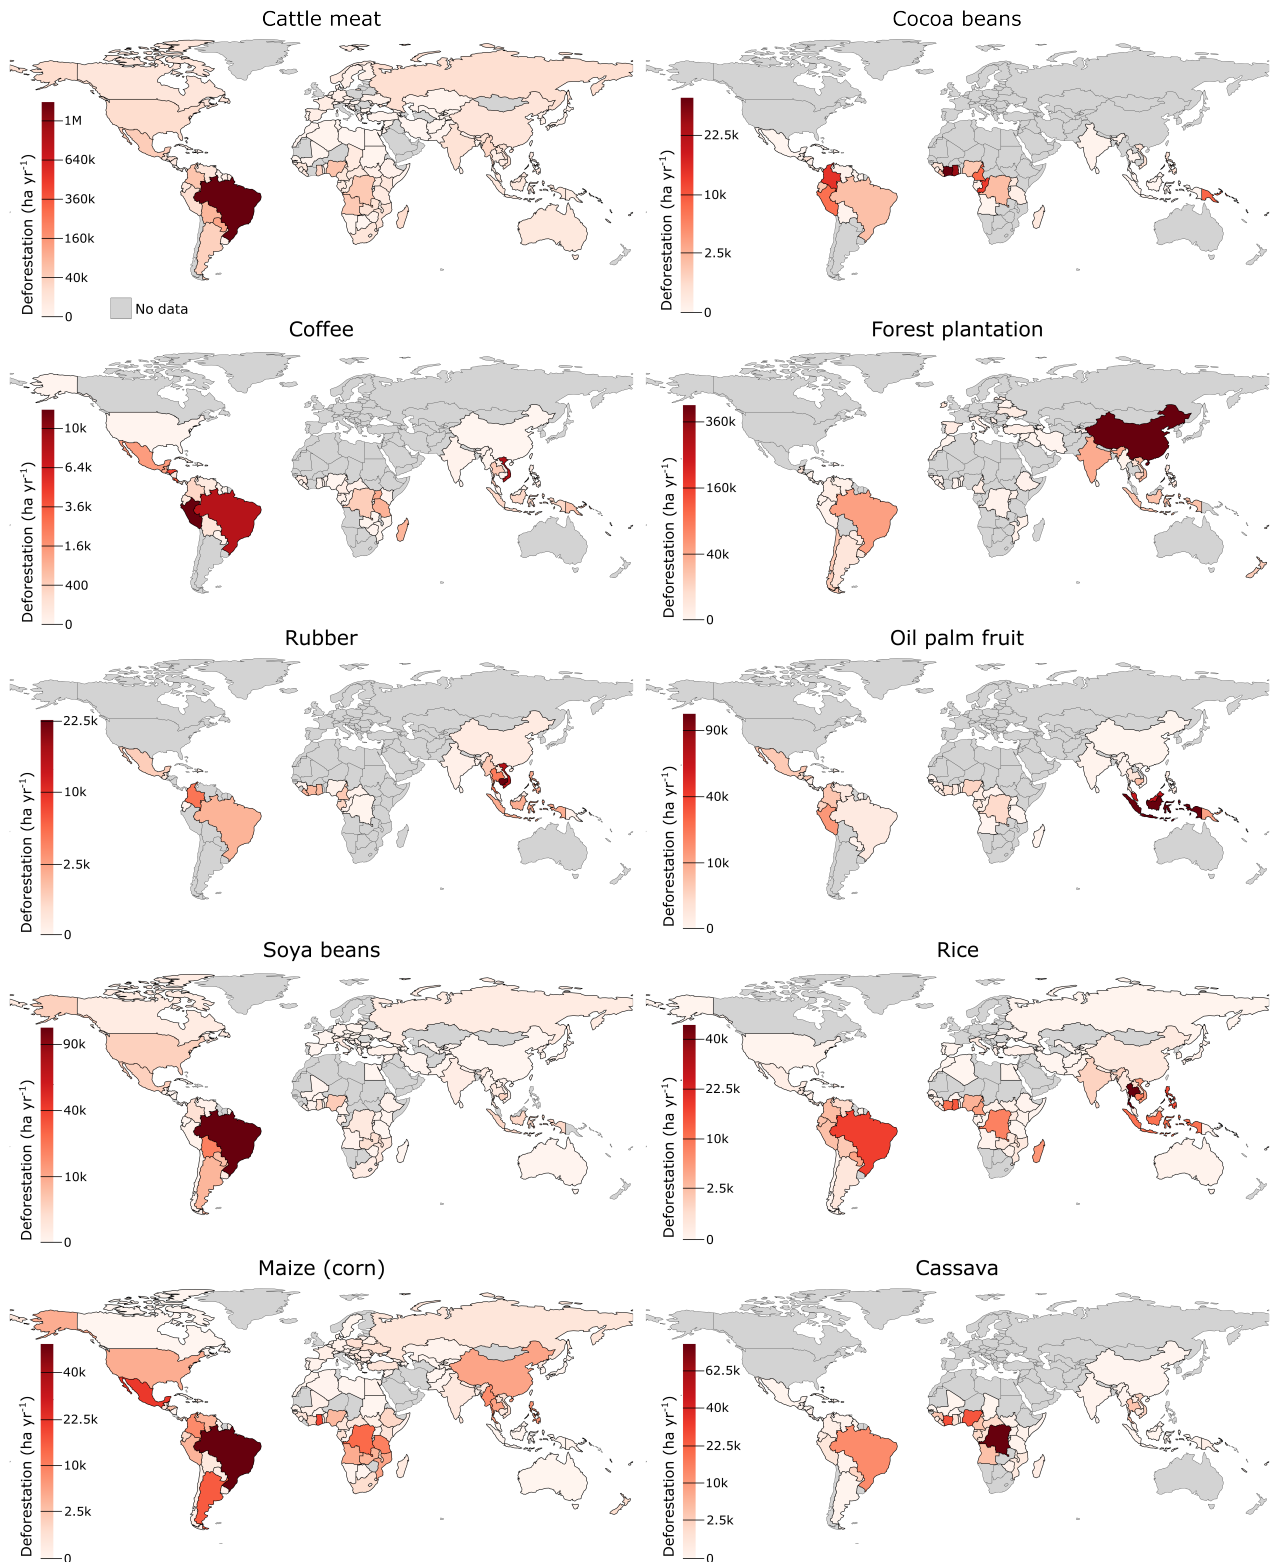 Cattle meat
Deforestation (ha yr⁻¹)
1M
640k
360k
160k
40k
0
No data
Cocoa beans
Deforestation (ha yr⁻¹)
22.5k
10k
2.5k
0
Coffee
Deforestation (ha yr⁻¹)
10k
6.4k
3.6k
1.6k
400
0
Forest plantation
Deforestation (ha yr⁻¹)
360k
160k
40k
0
Rubber
Deforestation (ha yr⁻¹)
22.5k
10k
2.5k
0
Oil palm fruit
Deforestation (ha yr⁻¹)
90k
40k
10k
0
Soya beans
Deforestation (ha yr⁻¹)
90k
40k
10k
0
Rice
Deforestation (ha yr⁻¹)
40k
22.5k
10k
2.5k
0
Maize (corn)
Deforestation (ha yr⁻¹)
40k
22.5k
10k
2.5k
0
Cassava
Deforestation (ha yr⁻¹)
62.5k
40k
22.5k
10k
2.5k
0